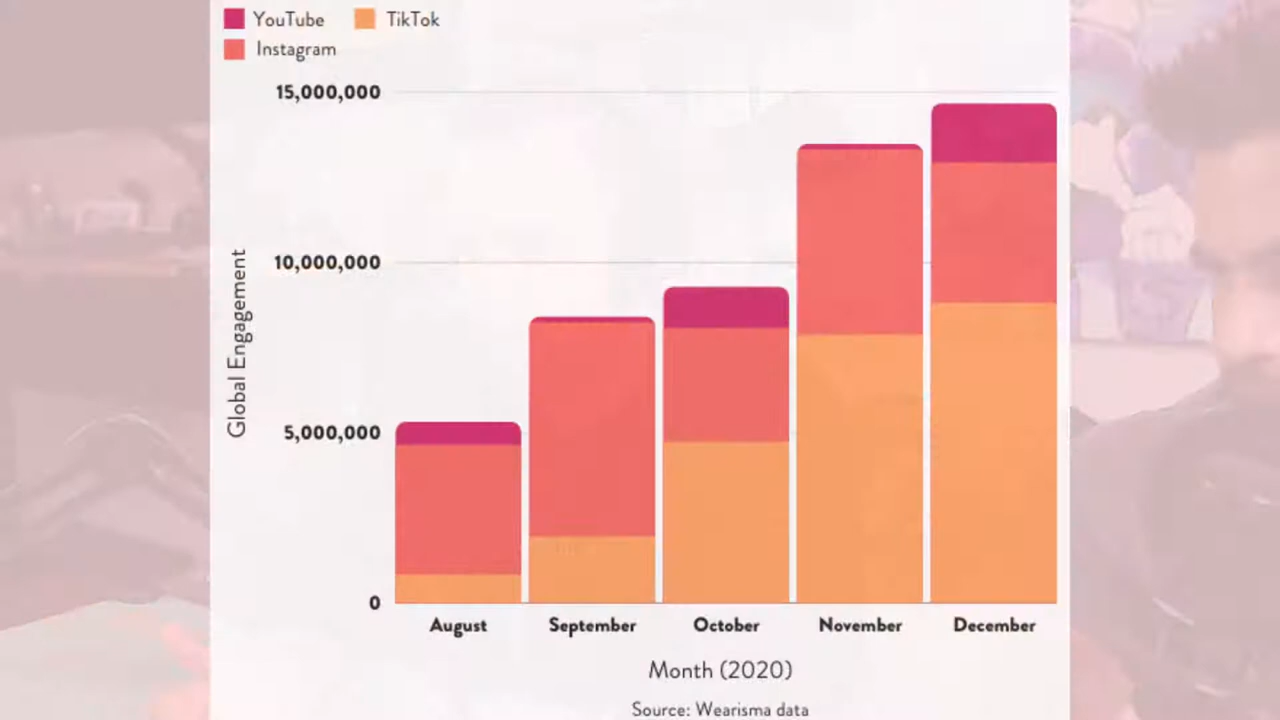 YouTube TikTok
Instagram
15,000,000
10,000,000
5,000,000
0
Global Engagement
August September October November December
Month (2020)
Source: Wearisma data